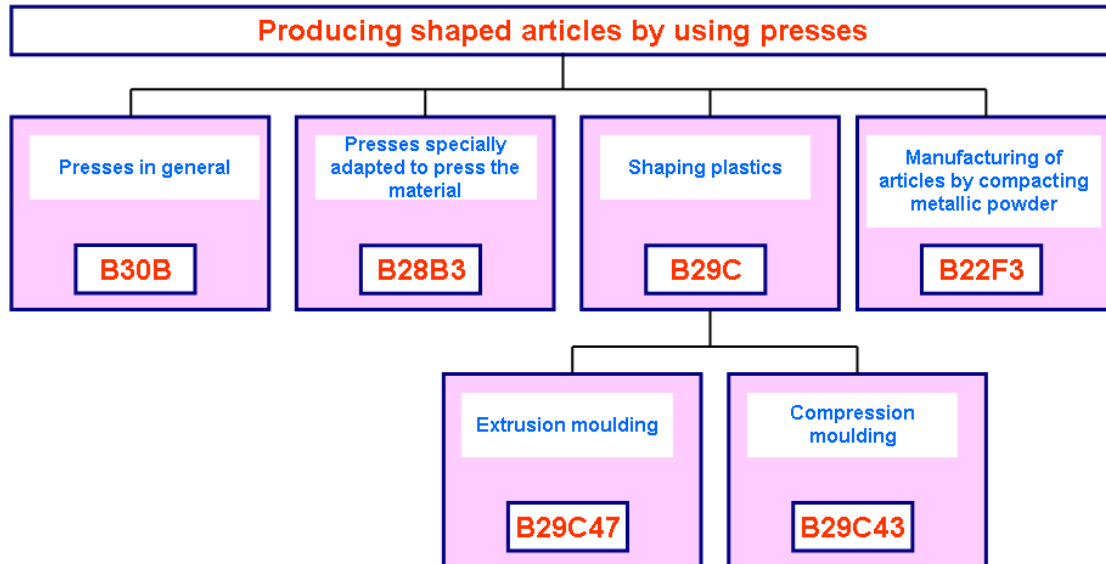 Producing shaped articles by using presses
Presses in general
B30B
Presses specially
adapted to press the
material
B28B3
Shaping plastics
B29C
Manufacturing of
articles by compacting
metallic powder
B22F3
Extrusion moulding
B29C47
Compression
moulding
B29C43